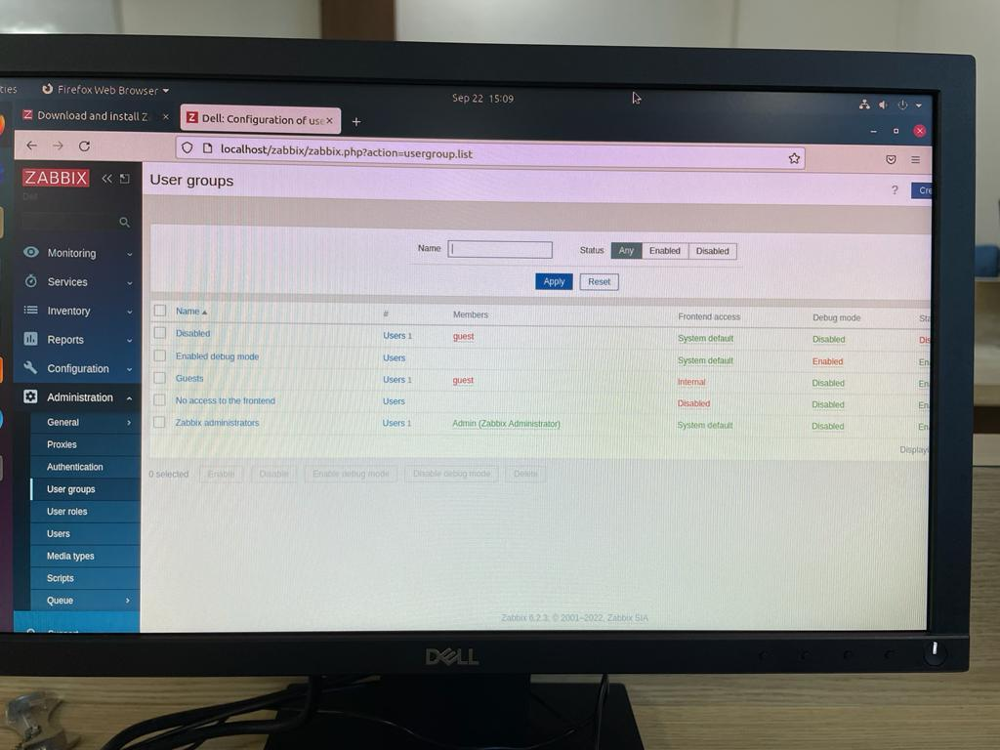 ties Firefox Web Browser
Sep 22 15:09
Download and install Z
Dell: Configuration of use
localhost/zabbix/zabbix.php?action=usergroup.list
ZABBIX
Dell
User groups
? Cre
Monitoring
Services
Inventory
Reports
Configuration
Administration
General
Proxies
Authentication
User groups
User roles
Users
Media types
Scripts
Queue
Name Status Any Enabled Disabled
Apply Reset
Name # Members Frontend access Debug mode Sta
Disabled Users 1 guest System default Disabled Dis
Enabled debug mode Users System default Enabled En
Guests Users 1 guest Internal Disabled En
No access to the frontend Users Disabled Disabled En
Zabbix administrators Users 1 Admin (Zabbix Administrator) System default Disabled En
Display
0 selected Enable Disable Enable debug mode Disable debug mode Delete
Zabbix 6.2.3. © 2001–2022, Zabbix SIA
DELL